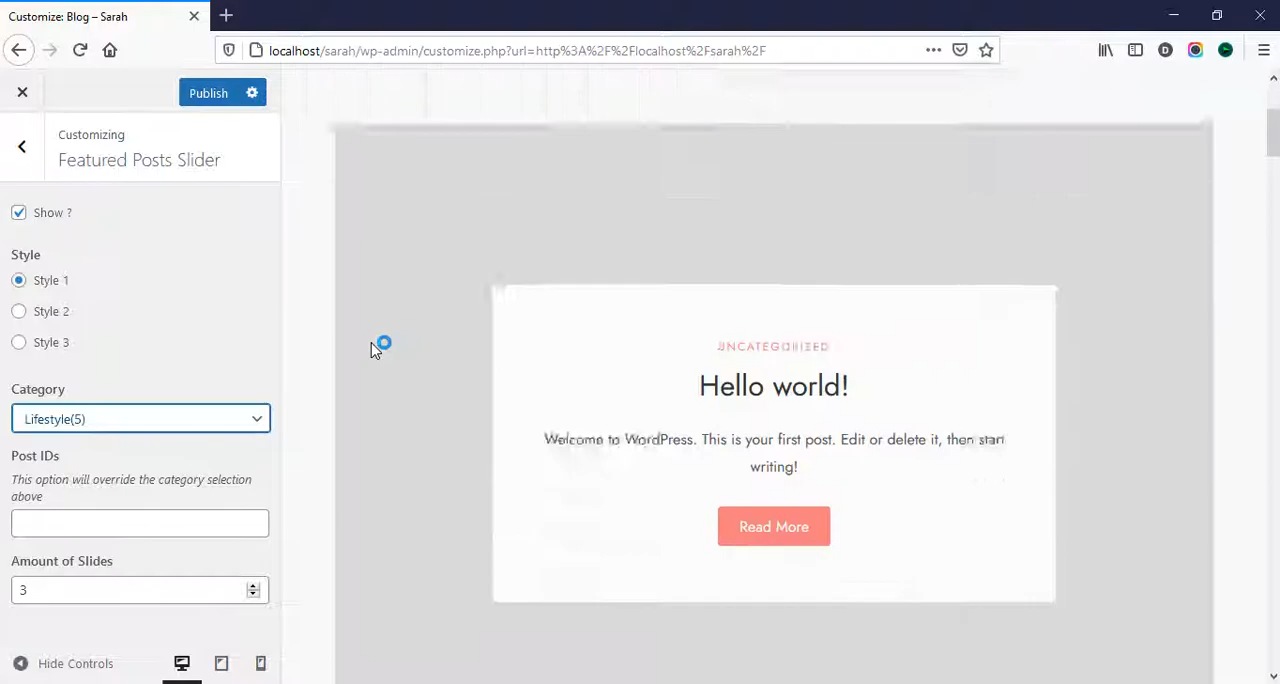 Customize: Blog – Sarah
localhost/sarah/wp-admin/customize.php?url=http%3A%2F%2Flocalhost%2Fsarah%2F
Publish
Customizing
Featured Posts Slider
Show ?
Style
Style 1
Style 2
Style 3
Category
Lifestyle(5)
Post IDs
This option will override the category selection
above
Amount of Slides
3
Hide Controls
UNCATEGORIZED
Hello world!
Welcome to WordPress. This is your first post. Edit or delete it, then start
writing!
Read More